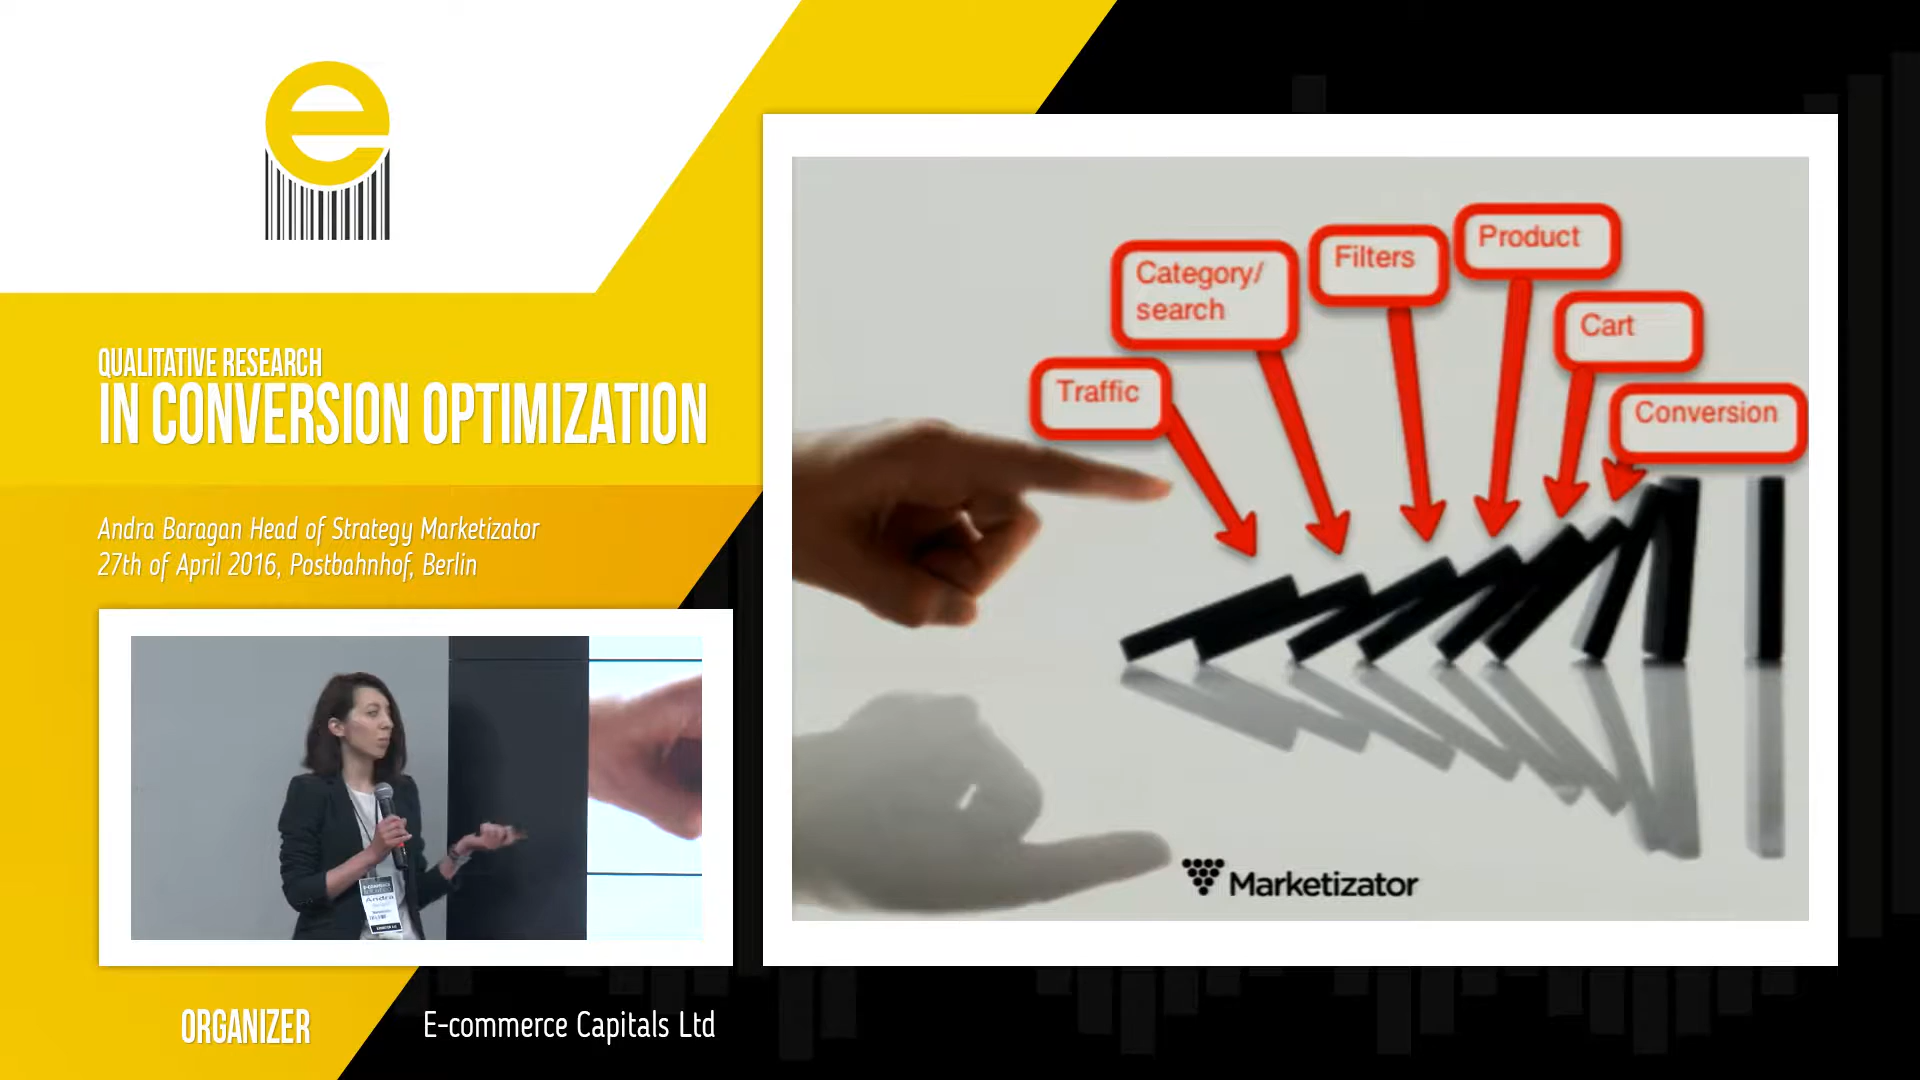 QUALITATIVE RESEARCH
IN CONVERSION OPTIMIZATION
Andra Baragan Head of Strategy Marketizator
27th of April 2016, Postbahnhof, Berlin
Andra
ORGANIZER
E-commerce Capitals Ltd
Traffic
Category/
search
Filters
Product
Cart
Conversion
Marketizator